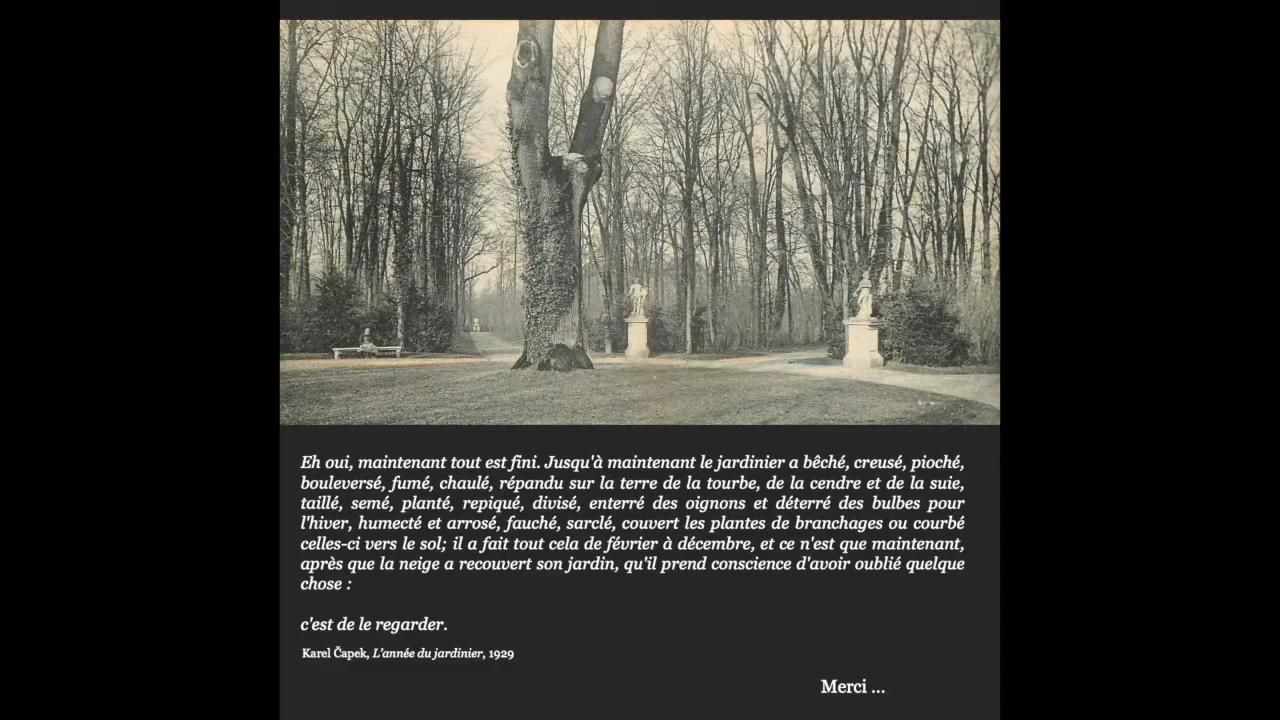 Eh oui, maintenant tout est fini. Jusqu'à maintenant le jardinier a bêché, creusé, pioché,
bouleversé, fumé, chaulé, répandu sur la terre de la tourbe, de la cendre et de la suie,
taillé, semé, planté, repiqué, divisé, enterré des oignons et déterré des bulbes pour
l'hiver, humecté et arrosé, fauché, sarclé, couvert les plantes de branchages ou courbé
celles-ci vers le sol; il a fait tout cela de février à décembre, et ce n'est que maintenant,
après que la neige a recouvert son jardin, qu'il prend conscience d'avoir oublié quelque
chose :
c'est de le regarder.
Karel Čapek, L'année du jardinier, 1929
Merci ...